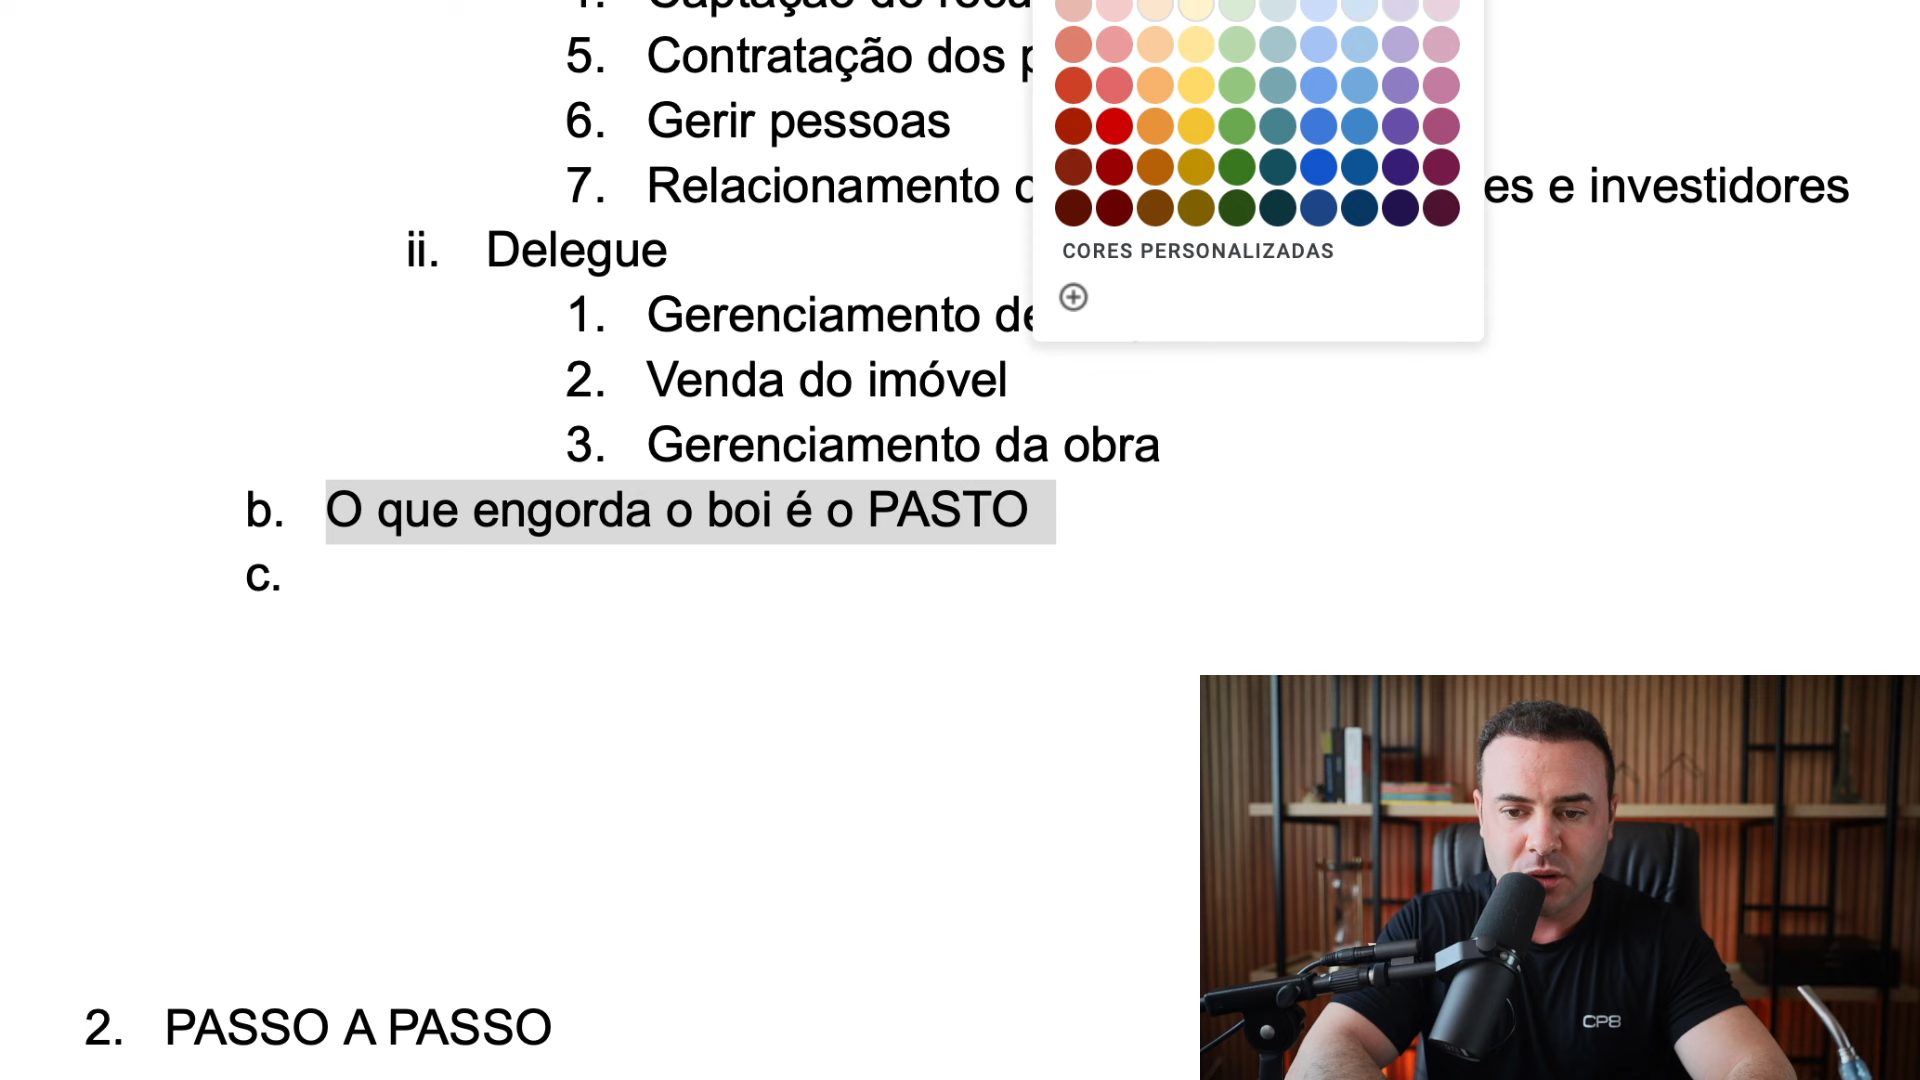 5. Contratação dos
6. Gerir pessoas
7. Relacionamento es e investidores
ii. Delegue
CORES PERSONALIZADAS
1. Gerenciamento de
2. Venda do imóvel
3. Gerenciamento da obra
b. O que engorda o boi é o PASTO
c.
2. PASSO A PASSO
CPB